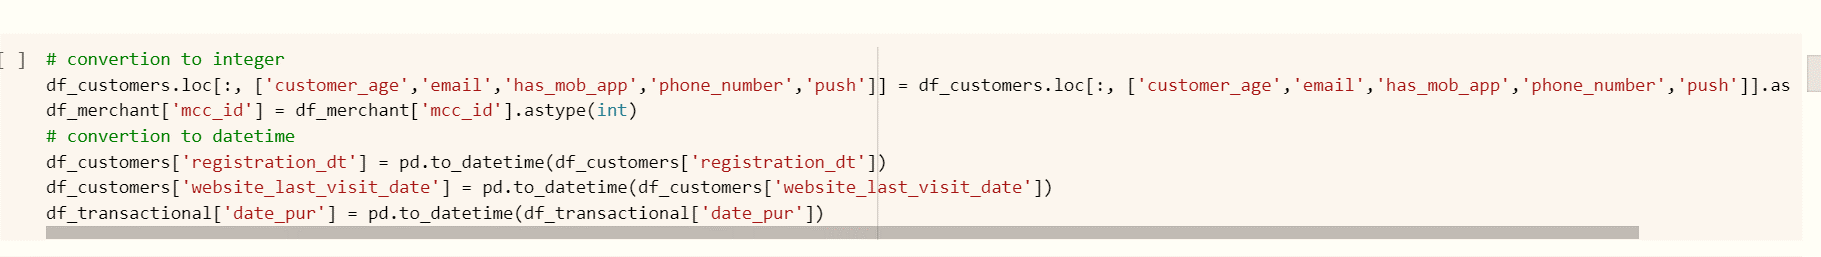 [ ] # convertion to integer
df_customers.loc[:, ['customer_age','email','has_mob_app','phone_number','push']] = df_customers.loc[:, ['customer_age','email','has_mob_app','phone_number','push']].as
df_merchant['mcc_id'] = df_merchant['mcc_id'].astype(int)
# convertion to datetime
df_customers['registration_dt'] = pd.to_datetime(df_customers['registration_dt'])
df_customers['website_last_visit_date'] = pd.to_datetime(df_customers['website_last_visit_date'])
df_transactional['date_pur'] = pd.to_datetime(df_transactional['date_pur'])